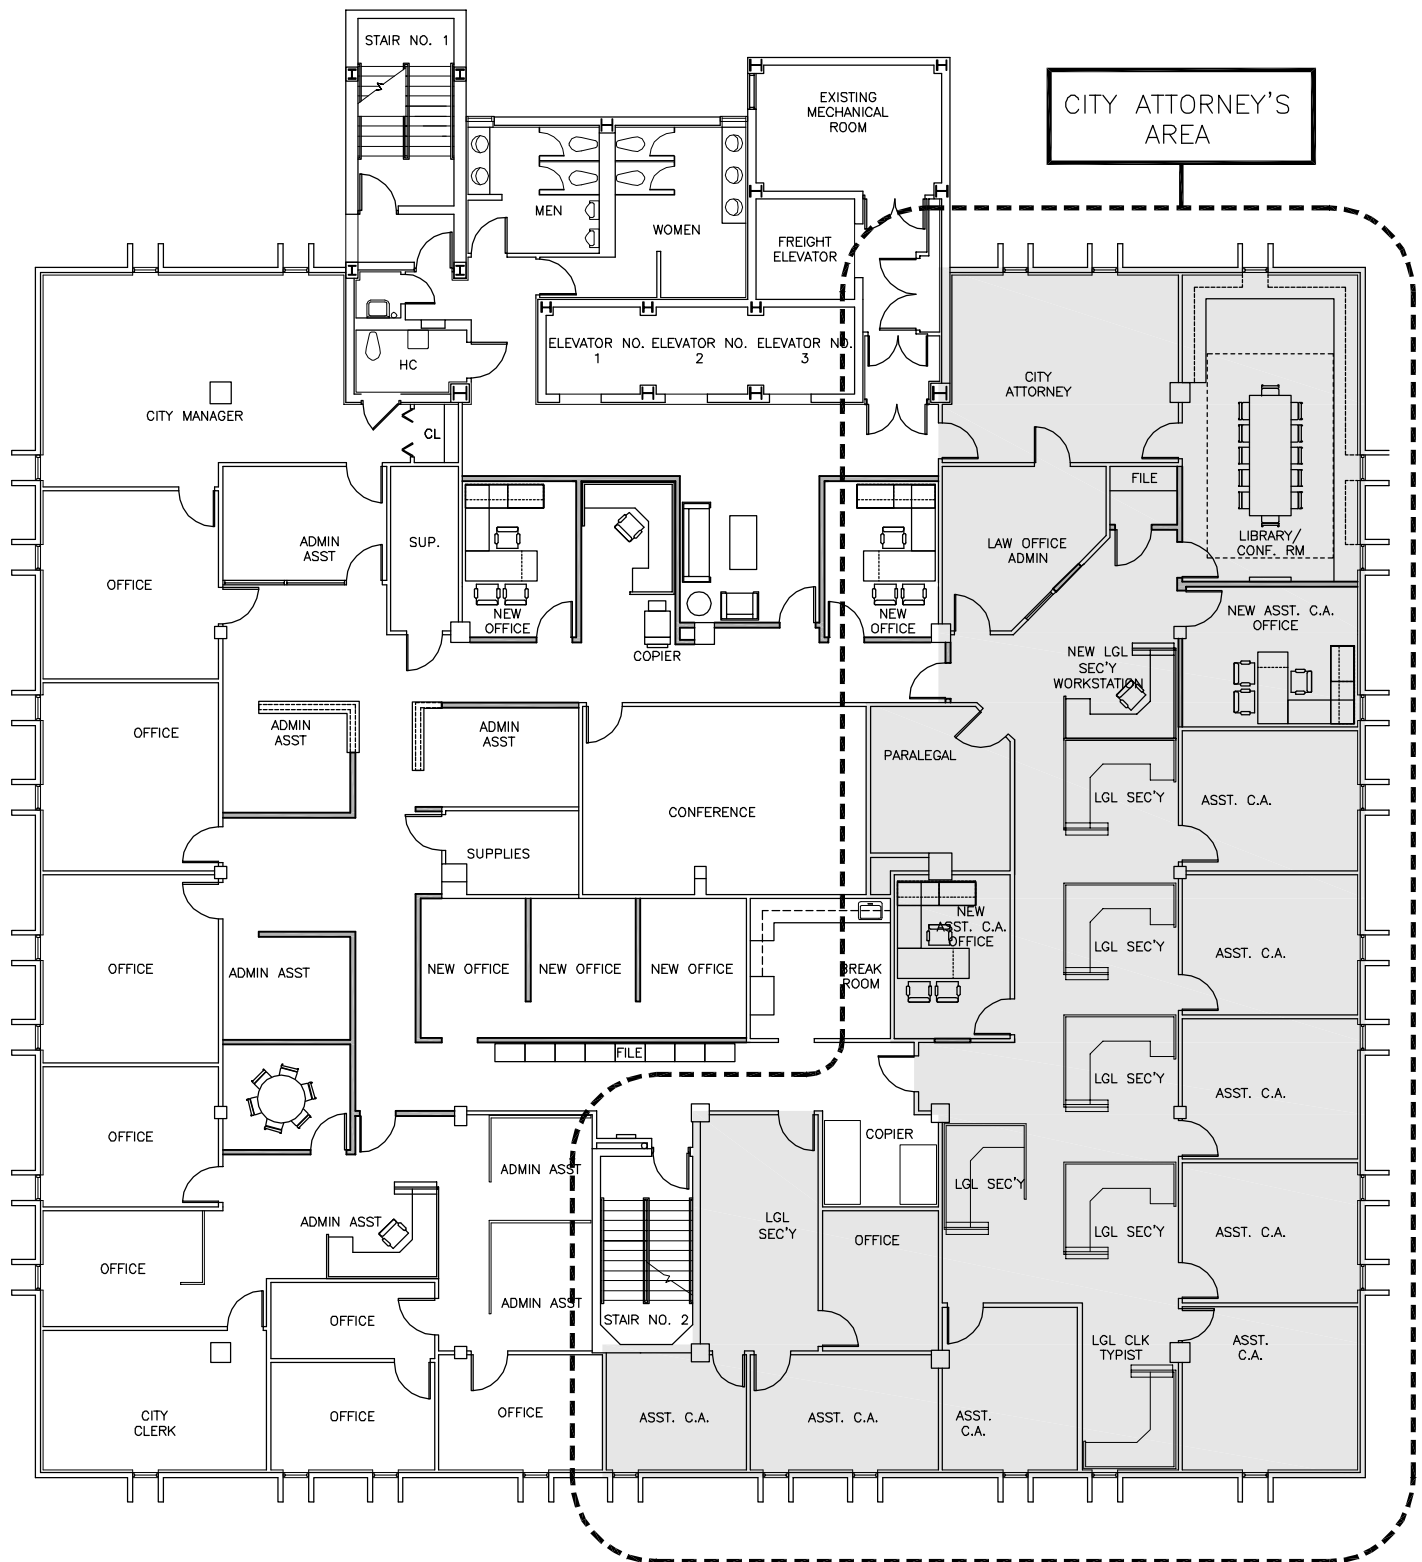 STAIR NO. 1
EXISTING
MECHANICAL
ROOM
CITY ATTORNEY'S
AREA
MEN
WOMEN
FREIGHT
ELEVATOR
ELEVATOR NO.
1
ELEVATOR NO.
2
ELEVATOR NO.
3
HC
CITY MANAGER
CL
CITY
ATTORNEY
FILE
ADMIN
ASST
SUP.
LAW OFFICE
ADMIN
LIBRARY/
CONF. RM
OFFICE
NEW
OFFICE
COPIER
NEW
OFFICE
NEW ASST. C.A.
OFFICE
NEW LGL
SEC'Y
WORKSTATION
OFFICE
ADMIN
ASST
ADMIN
ASST
PARALEGAL
CONFERENCE
LGL SEC'Y
ASST. C.A.
SUPPLIES
NEW
ASST. C.A.
OFFICE
LGL SEC'Y
ASST. C.A.
OFFICE
ADMIN ASST
NEW OFFICE
NEW OFFICE
NEW OFFICE
BREAK
ROOM
FILE
LGL SEC'Y
ASST. C.A.
OFFICE
COPIER
ADMIN ASST
LGL SEC'Y
ADMIN ASST
LGL
SEC'Y
OFFICE
LGL SEC'Y
ASST. C.A.
OFFICE
ADMIN ASST
STAIR NO. 2
OFFICE
LGL CLK
TYPIST
ASST.
C.A.
CITY
CLERK
OFFICE
OFFICE
ASST. C.A.
ASST. C.A.
ASST.
C.A.